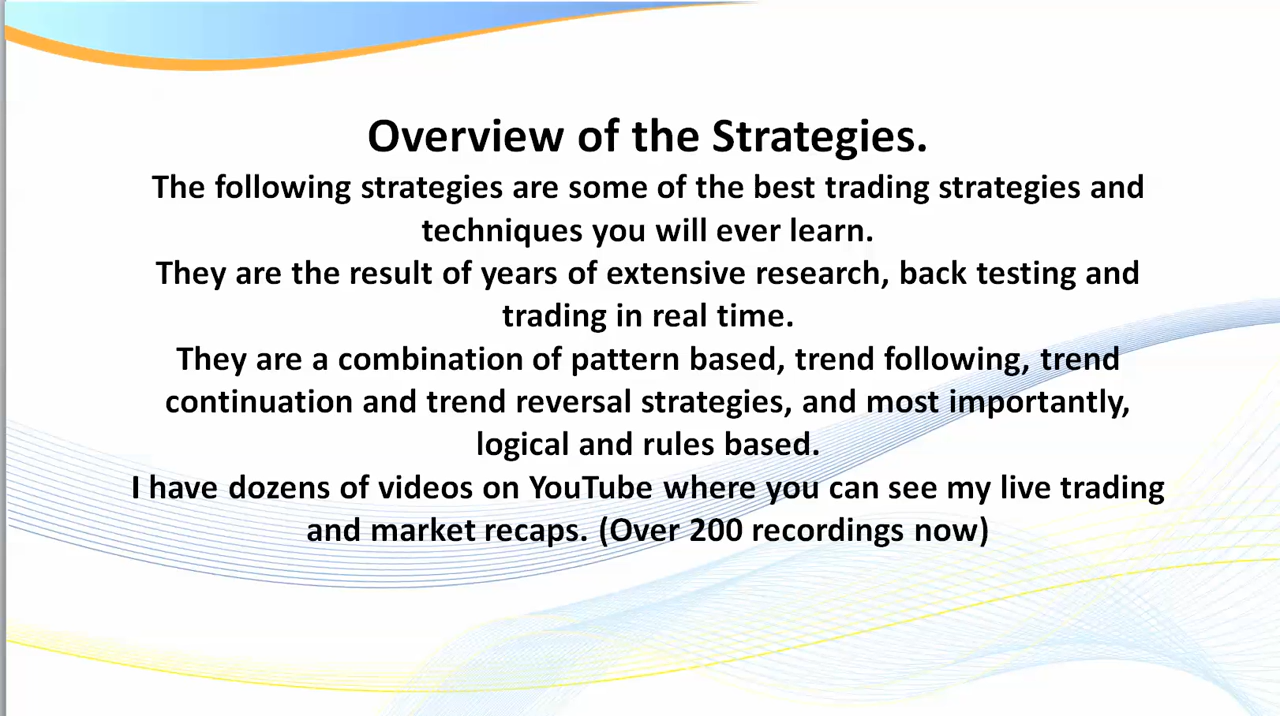 Overview of the Strategies.
The following strategies are some of the best trading strategies and
techniques you will ever learn.
They are the result of years of extensive research, back testing and
trading in real time.
They are a combination of pattern based, trend following, trend
continuation and trend reversal strategies, and most importantly,
logical and rules based.
I have dozens of videos on YouTube where you can see my live trading
and market recaps. (Over 200 recordings now)